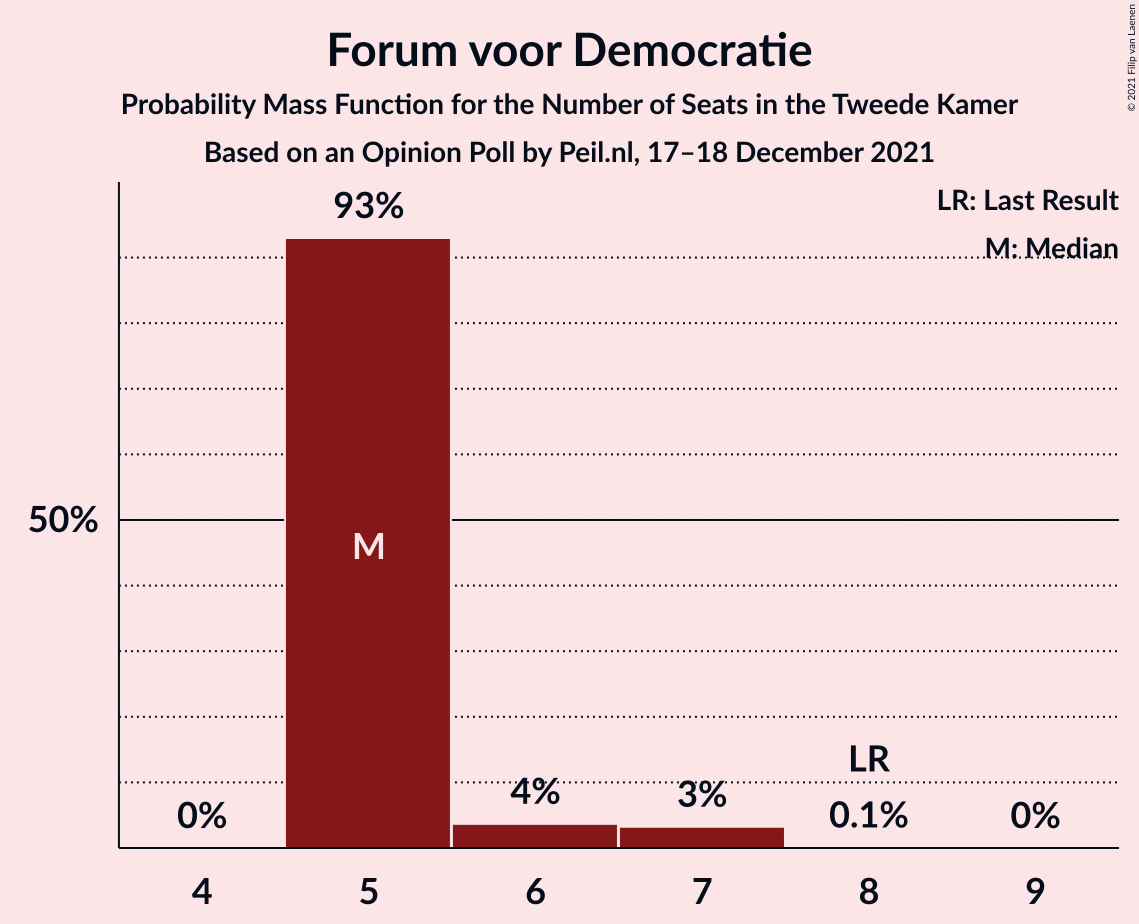 Forum voor Democratie
Probability Mass Function for the Number of Seats in the Tweede Kamer
Based on an Opinion Poll by Peil.nl, 17–18 December 2021
© 2021 Filip van Laenen
LR: Last Result
M: Median
93%
50%
M
LR
0%
4%
3%
0.1%
0%
4 5 6 7 8 9